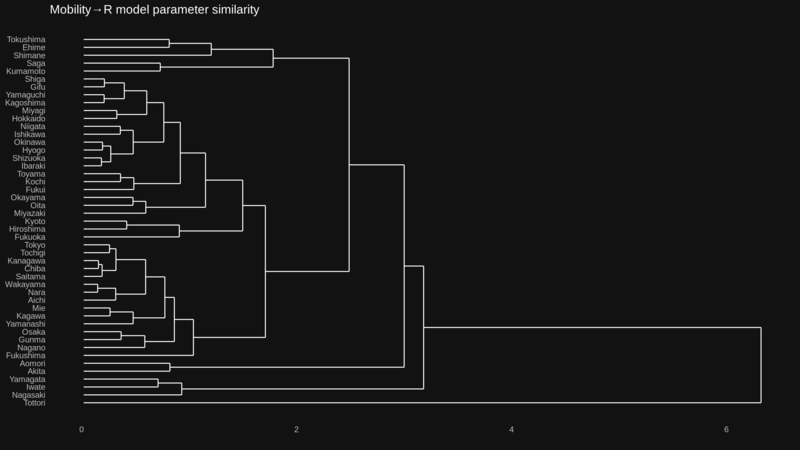 Mobility→R model parameter similarity
Tokushima
Ehime
Shimane
Saga
Kumamoto
Shiga
Gifu
Yamaguchi
Kagoshima
Miyagi
Hokkaido
Niigata
Ishikawa
Okinawa
Hyogo
Shizuoka
Ibaraki
Toyama
Kochi
Fukui
Okayama
Oita
Miyazaki
Kyoto
Hiroshima
Fukuoka
Tokyo
Tochigi
Kanagawa
Chiba
Saitama
Wakayama
Nara
Aichi
Mie
Kagawa
Yamanashi
Osaka
Gunma
Nagano
Fukushima
Aomori
Akita
Yamagata
Iwate
Nagasaki
Tottori
0 2 4 6